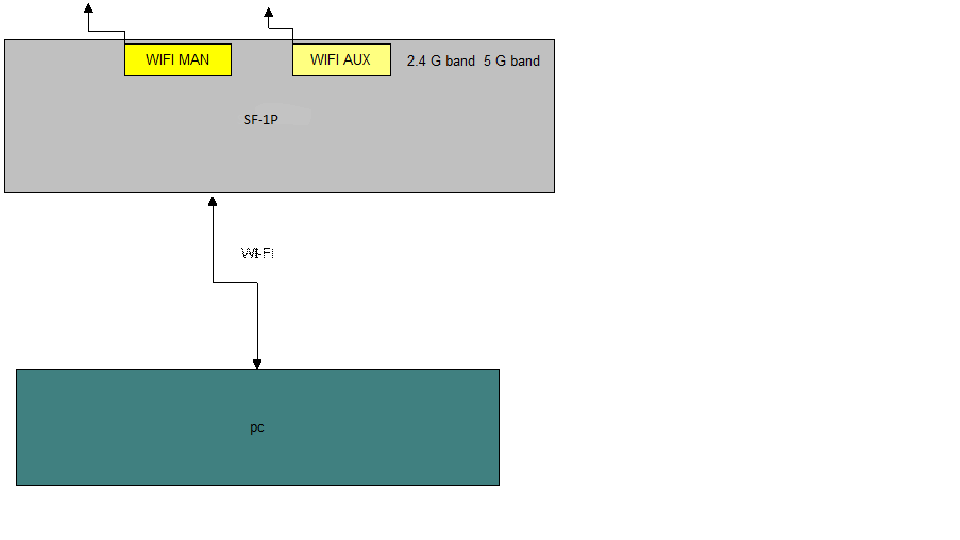 WIFI MAN WIFI AUX 2.4 G band 5 G band
SF-1P
WI-FI
pc